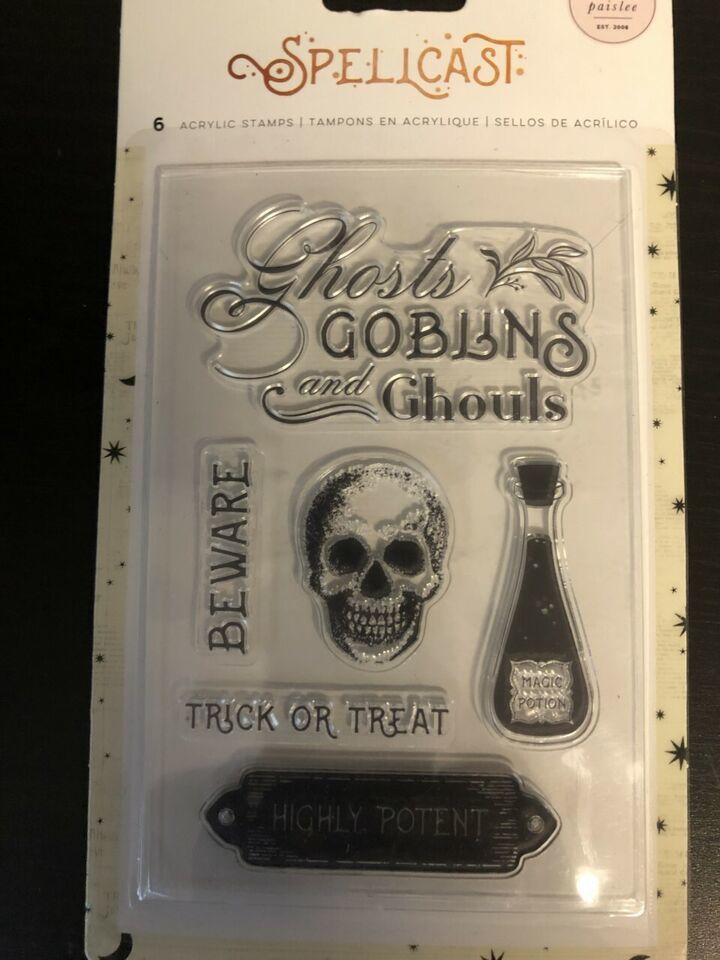 paislee
EST. 2006
SPELLCAST
6 ACRYLIC STAMPS | TAMPONS EN ACRYLIQUE | SELLOS DE ACRÍLICO
Ghosts
GOBLINS
and Ghouls
BEWARE
MAGIC
POTION
TRICK OR TREAT
HIGHLY POTENT